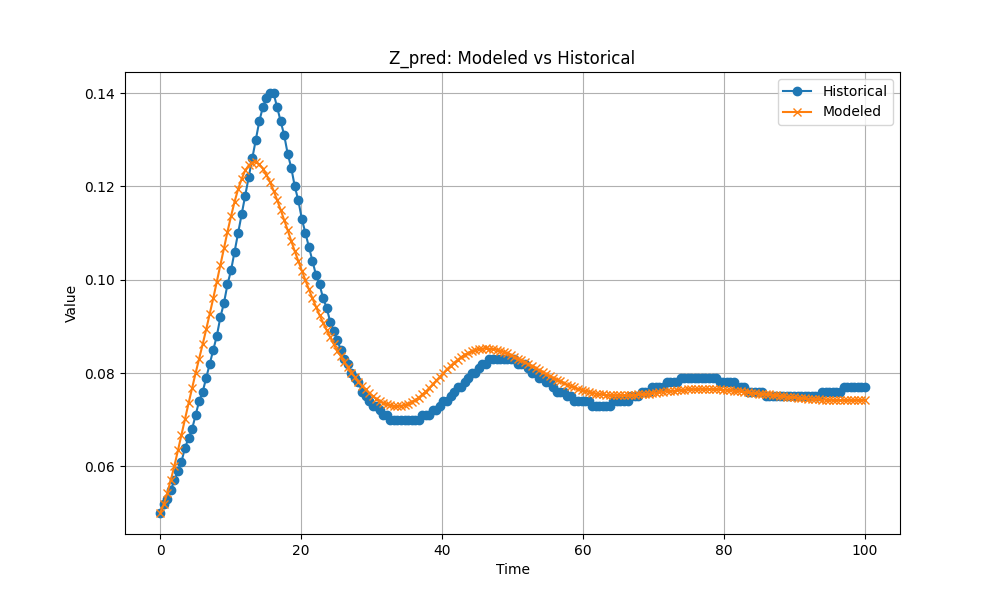 Z_pred: Modeled vs Historical
Historical
Modeled
0.14
0.12
0.10
0.08
0.06
Value
0
20
40
60
80
100
Time